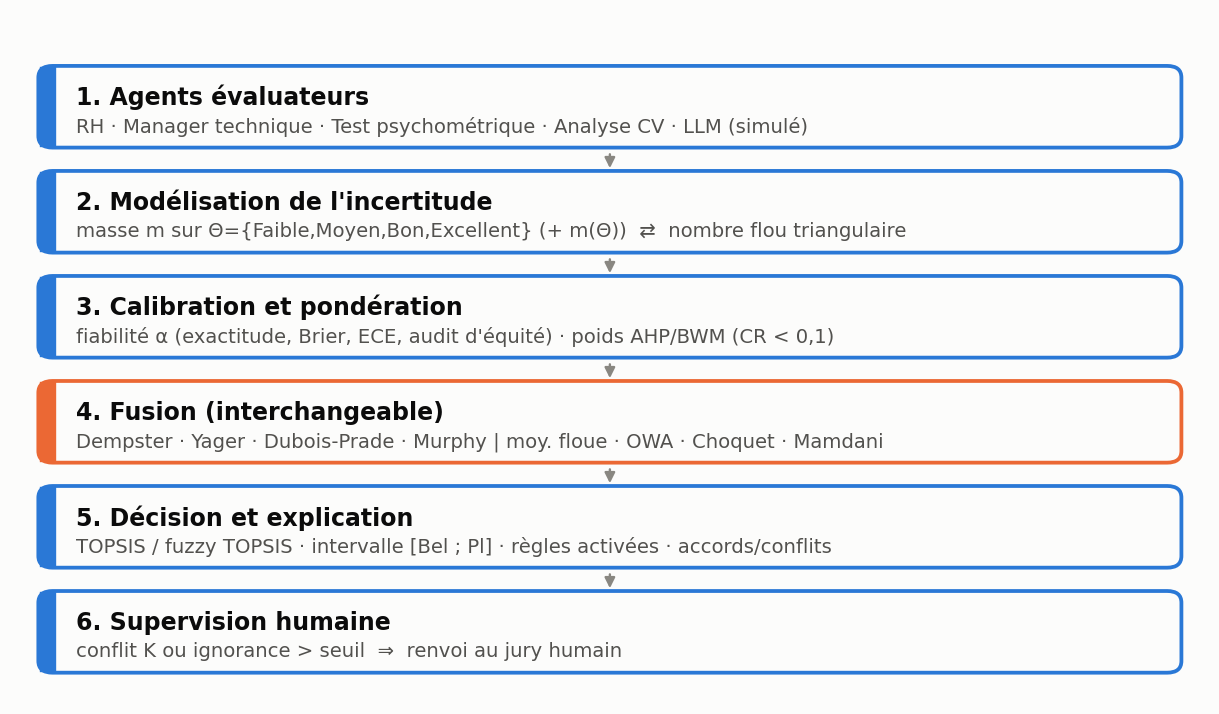 1. Agents évaluateurs
RH · Manager technique · Test psychométrique · Analyse CV · LLM (simulé)
2. Modélisation de l'incertitude
masse m sur Θ={Faible,Moyen,Bon,Excellent} (+ m(Θ)) ⇄ nombre flou triangulaire
3. Calibration et pondération
fiabilité α (exactitude, Brier, ECE, audit d'équité) · poids AHP/BWM (CR < 0,1)
4. Fusion (interchangeable)
Dempster · Yager · Dubois-Prade · Murphy | moy. floue · OWA · Choquet · Mamdani
5. Décision et explication
TOPSIS / fuzzy TOPSIS · intervalle [Bel ; Pl] · règles activées · accords/conflits
6. Supervision humaine
conflit K ou ignorance > seuil ⇒ renvoi au jury humain